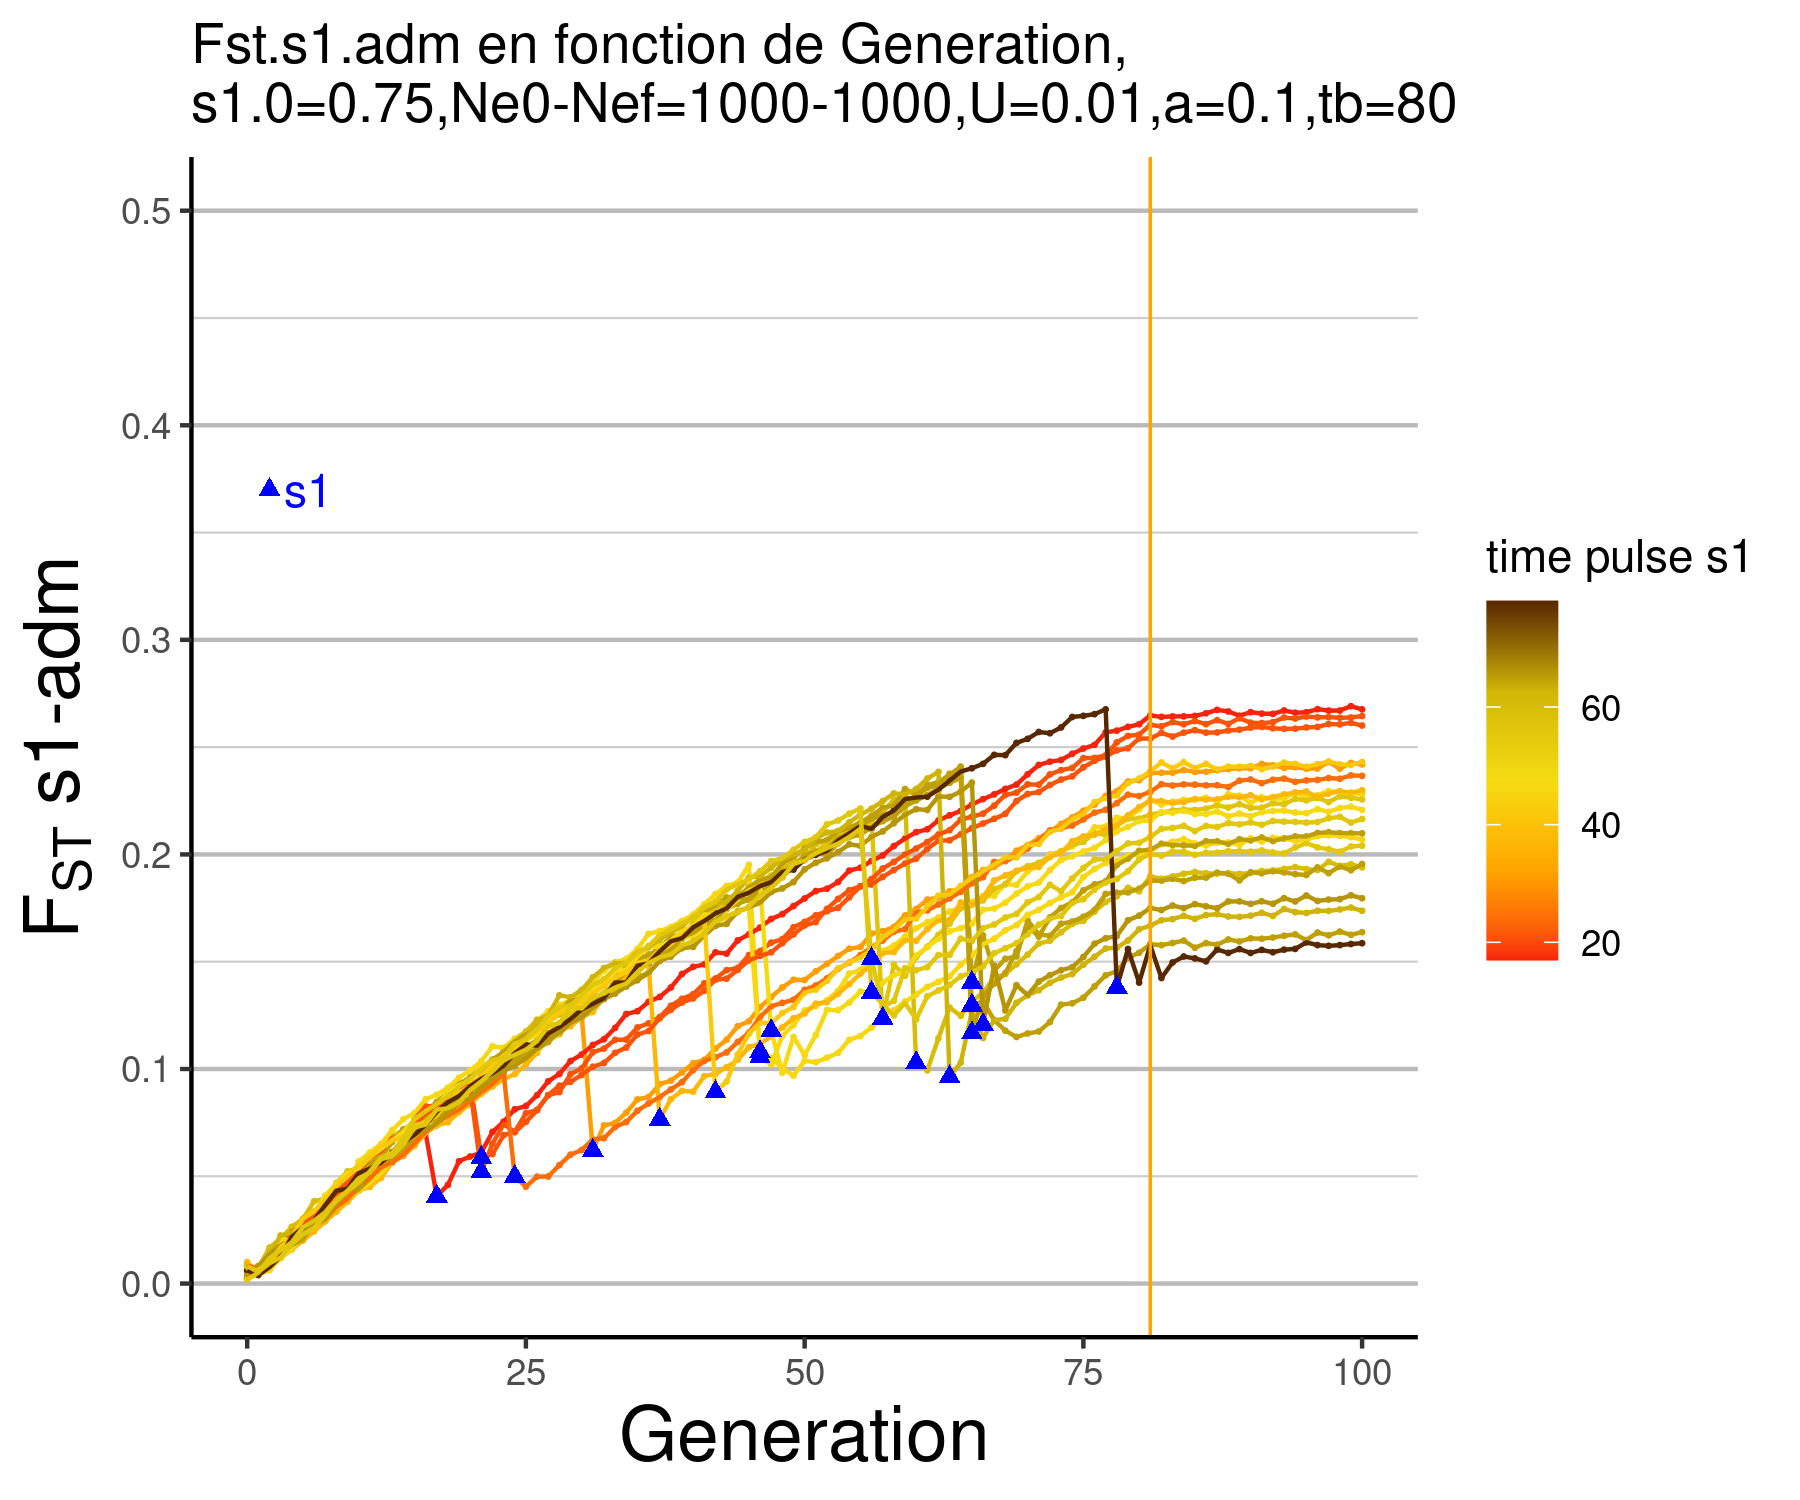 Fst.s1.adm en fonction de Generation,
s1.0=0.75,Ne0-Nef=1000-1000,U=0.01,a=0.1,tb=80
0.5
0.4
0.3
0.2
0.1
0.0
FST s1-adm
s1
0 25 50 75 100
Generation
time pulse s1
60
40
20